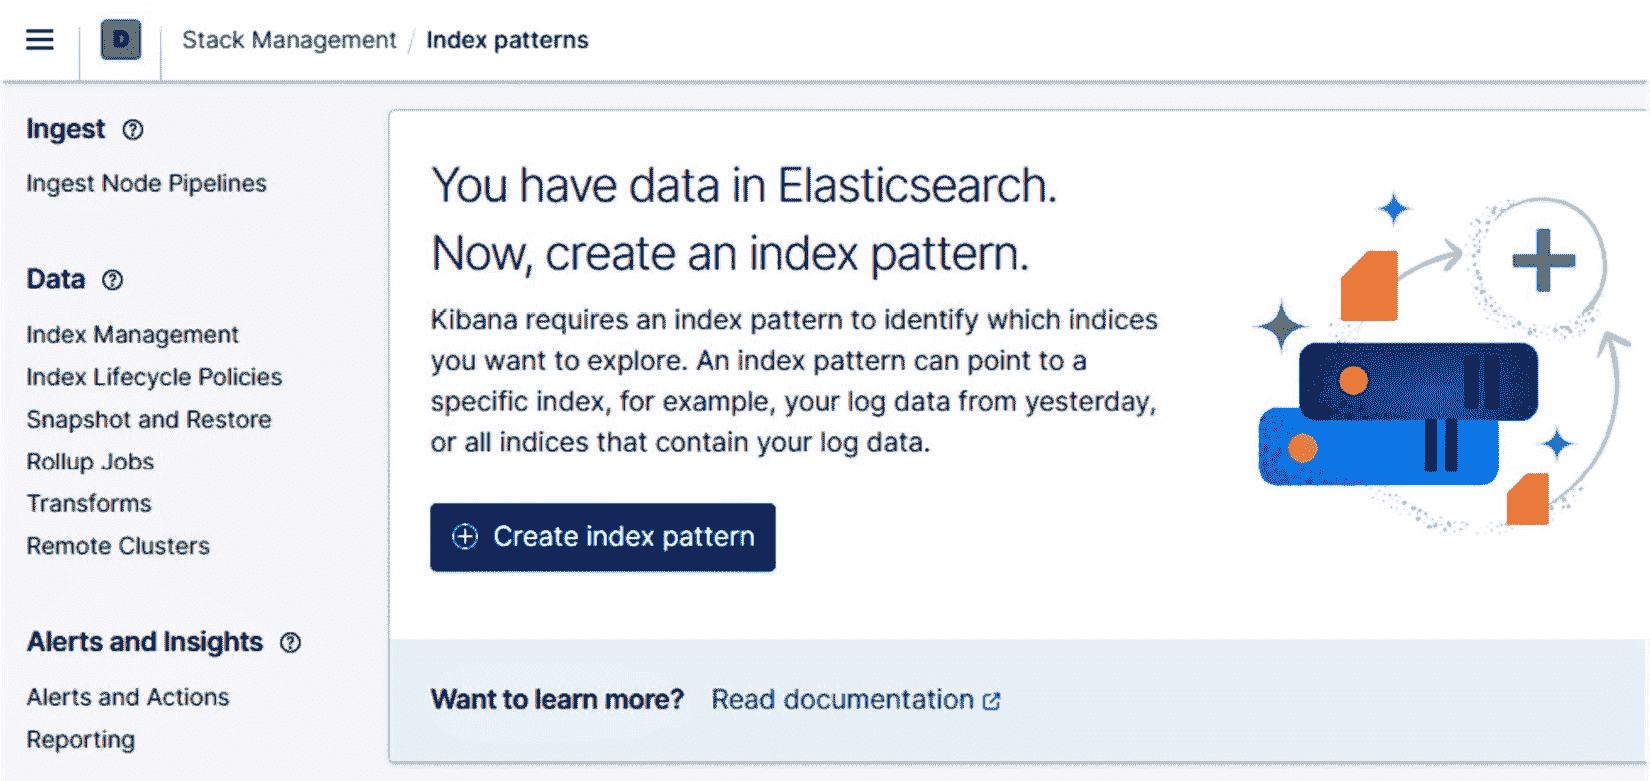 D Stack Management / Index patterns
Ingest
Ingest Node Pipelines
Data
Index Management
Index Lifecycle Policies
Snapshot and Restore
Rollup Jobs
Transforms
Remote Clusters
Alerts and Insights
Alerts and Actions
Reporting
You have data in Elasticsearch.
Now, create an index pattern.
Kibana requires an index pattern to identify which indices
you want to explore. An index pattern can point to a
specific index, for example, your log data from yesterday,
or all indices that contain your log data.
Create index pattern
Want to learn more? Read documentation